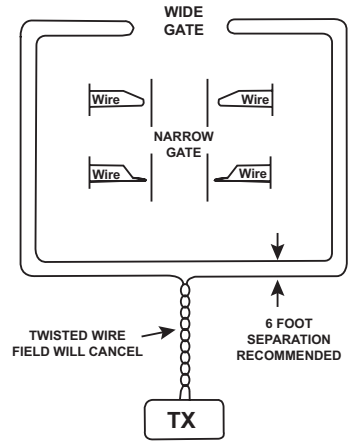 WIDE
GATE
Wire
Wire
NARROW
GATE
Wire
Wire
TWISTED WIRE
FIELD WILL CANCEL
6 FOOT
SEPARATION
RECOMMENDED
TX